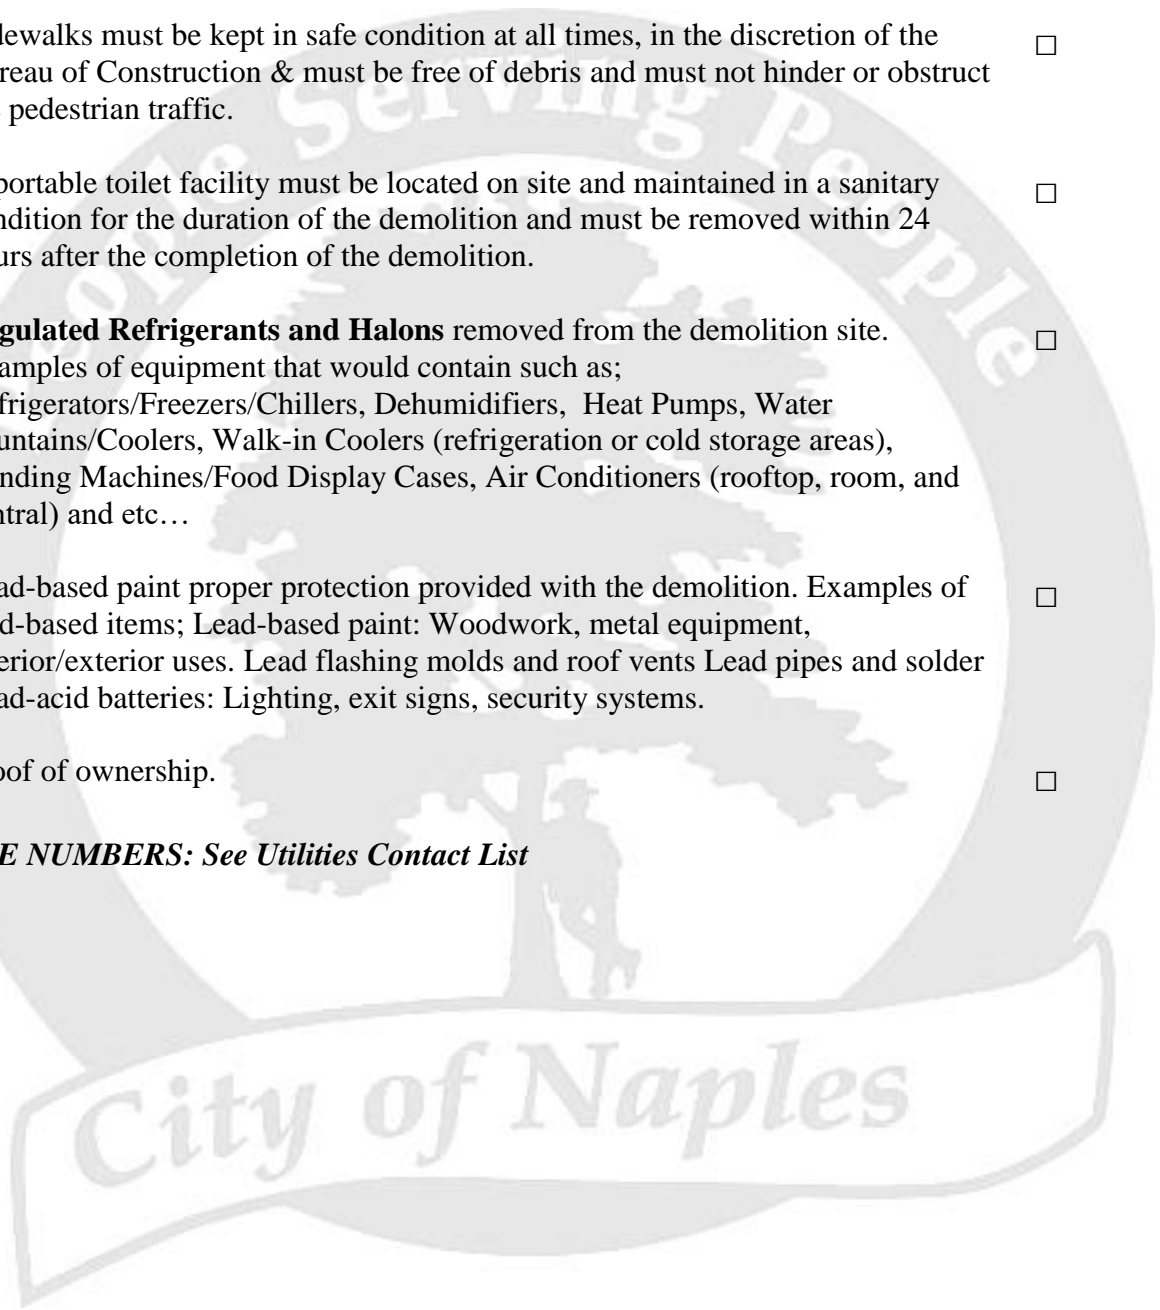 dewalks must be kept in safe condition at all times, in the discretion of the
reau of Construction & must be free of debris and must not hinder or obstruct
pedestrian traffic.
portable toilet facility must be located on site and maintained in a sanitary
ndition for the duration of the demolition and must be removed within 24
urs after the completion of the demolition.
gulated Refrigerants and Halons removed from the demolition site.
amples of equipment that would contain such as;
frigerators/Freezers/Chillers, Dehumidifiers, Heat Pumps, Water
untains/Coolers, Walk-in Coolers (refrigeration or cold storage areas),
nding Machines/Food Display Cases, Air Conditioners (rooftop, room, and
ntral) and etc…
ad-based paint proper protection provided with the demolition. Examples of
d-based items; Lead-based paint: Woodwork, metal equipment,
erior/exterior uses. Lead flashing molds and roof vents Lead pipes and solder
ad-acid batteries: Lighting, exit signs, security systems.
oof of ownership.
E NUMBERS: See Utilities Contact List
People Serving People
City of Naples